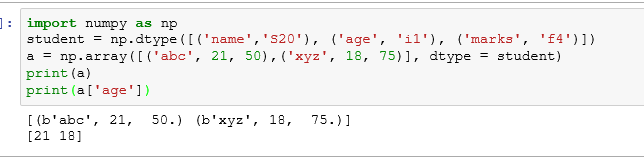 ]: import numpy as np
student = np.dtype([('name','S20'), ('age', 'i1'), ('marks', 'f4')])
a = np.array([('abc', 21, 50),('xyz', 18, 75)], dtype = student)
print(a)
print(a['age'])
[(b'abc', 21,  50.) (b'xyz', 18,  75.)]
[21 18]